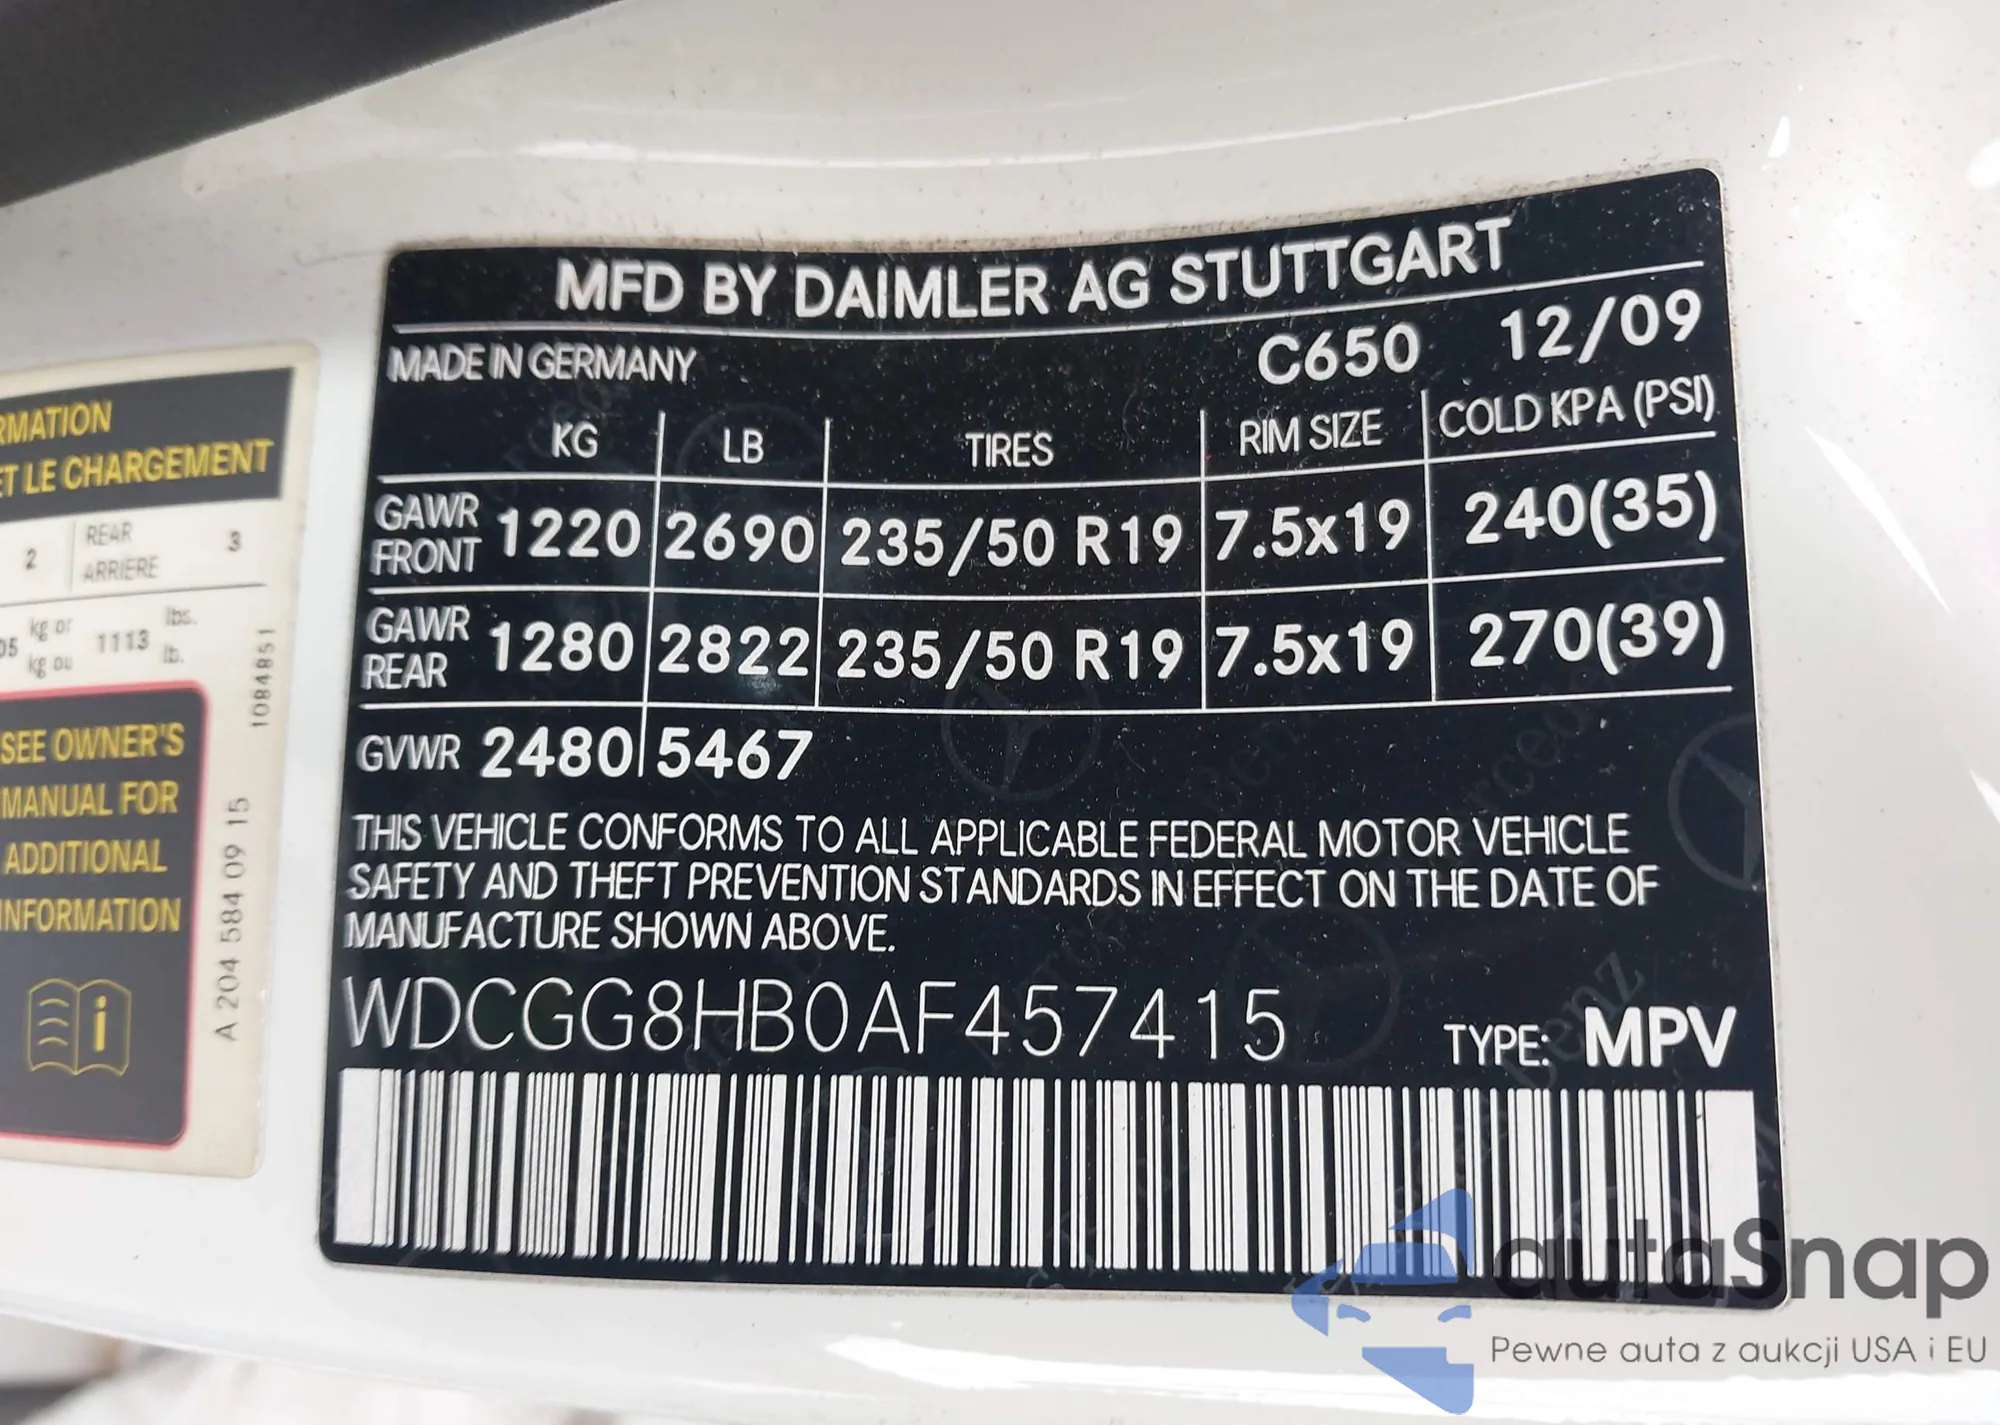 MFD BY DAIMLER AG STUTTGART
MADE IN GERMANY C650 12/09
KG LB TIRES RIM SIZE COLD KPA (PSI)
GAWR FRONT 1220 2690 235/50 R19 7.5x19 240(35)
GAWR REAR 1280 2822 235/50 R19 7.5x19 270(39)
GVWR 2480 5467
THIS VEHICLE CONFORMS TO ALL APPLICABLE FEDERAL MOTOR VEHICLE
SAFETY AND THEFT PREVENTION STANDARDS IN EFFECT ON THE DATE OF
MANUFACTURE SHOWN ABOVE.
WDCGG8HB0AF457415 TYPE: MPV
ET LE CHARGEMENT
2 REAR 3
ARRIÈRE
kg or 1113 lbs.
kg ou lb.
1084851
SEE OWNER'S
MANUAL FOR
ADDITIONAL
INFORMATION
A 204 584 09 15
autaSnap
Pewne auta z aukcji USA i EU